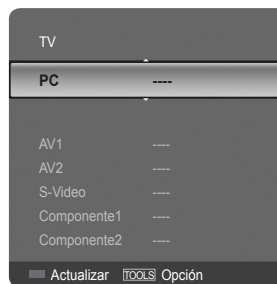 TV
PC ----
AV1 ----
AV2 ----
S-Video ----
Componente1 ----
Componente2 ----
Actualizar TOOLS Opción